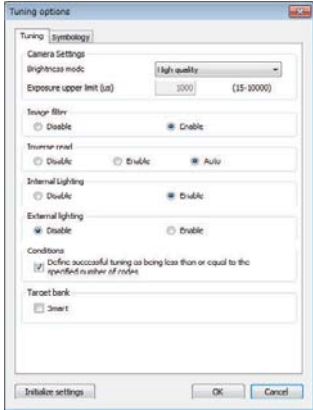 Tuning options
Tuning Symbology
Camera Settings
Brightness mode High quality
Exposure upper limit (us) 1000 (15-10000)
Image filter
Disable Enable
Inverse read
Disable Enable Auto
Internal Lighting
Disable Enable
External lighting
Disable Enable
Conditions
Define successful tuning as being less than or equal to the
specified number of codes
Target bank
Smart
Initialize settings OK Cancel